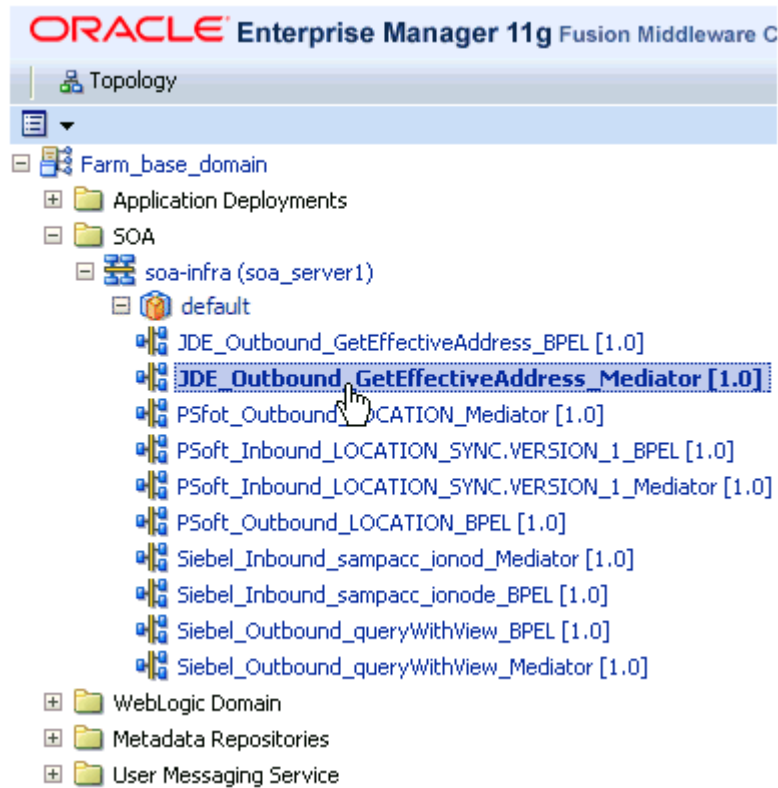 ORACLE Enterprise Manager 11g Fusion Middleware C
Topology
Farm_base_domain
Application Deployments
SOA
soa-infra (soa_server1)
default
JDE_Outbound_GetEffectiveAddress_BPEL [1.0]
JDE_Outbound_GetEffectiveAddress_Mediator [1.0]
PSfot_Outbound_LOCATION_Mediator [1.0]
PSoft_Inbound_LOCATION_SYNC.VERSION_1_BPEL [1.0]
PSoft_Inbound_LOCATION_SYNC.VERSION_1_Mediator [1.0]
PSoft_Outbound_LOCATION_BPEL [1.0]
Siebel_Inbound_sampacc_ionod_Mediator [1.0]
Siebel_Inbound_sampacc_ionode_BPEL [1.0]
Siebel_Outbound_queryWithView_BPEL [1.0]
Siebel_Outbound_queryWithView_Mediator [1.0]
WebLogic Domain
Metadata Repositories
User Messaging Service